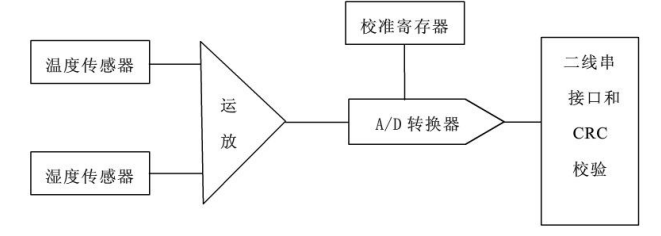 校准寄存器
温度传感器
运
放
A/D 转换器
湿度传感器
二线串
接口和
CRC
校验